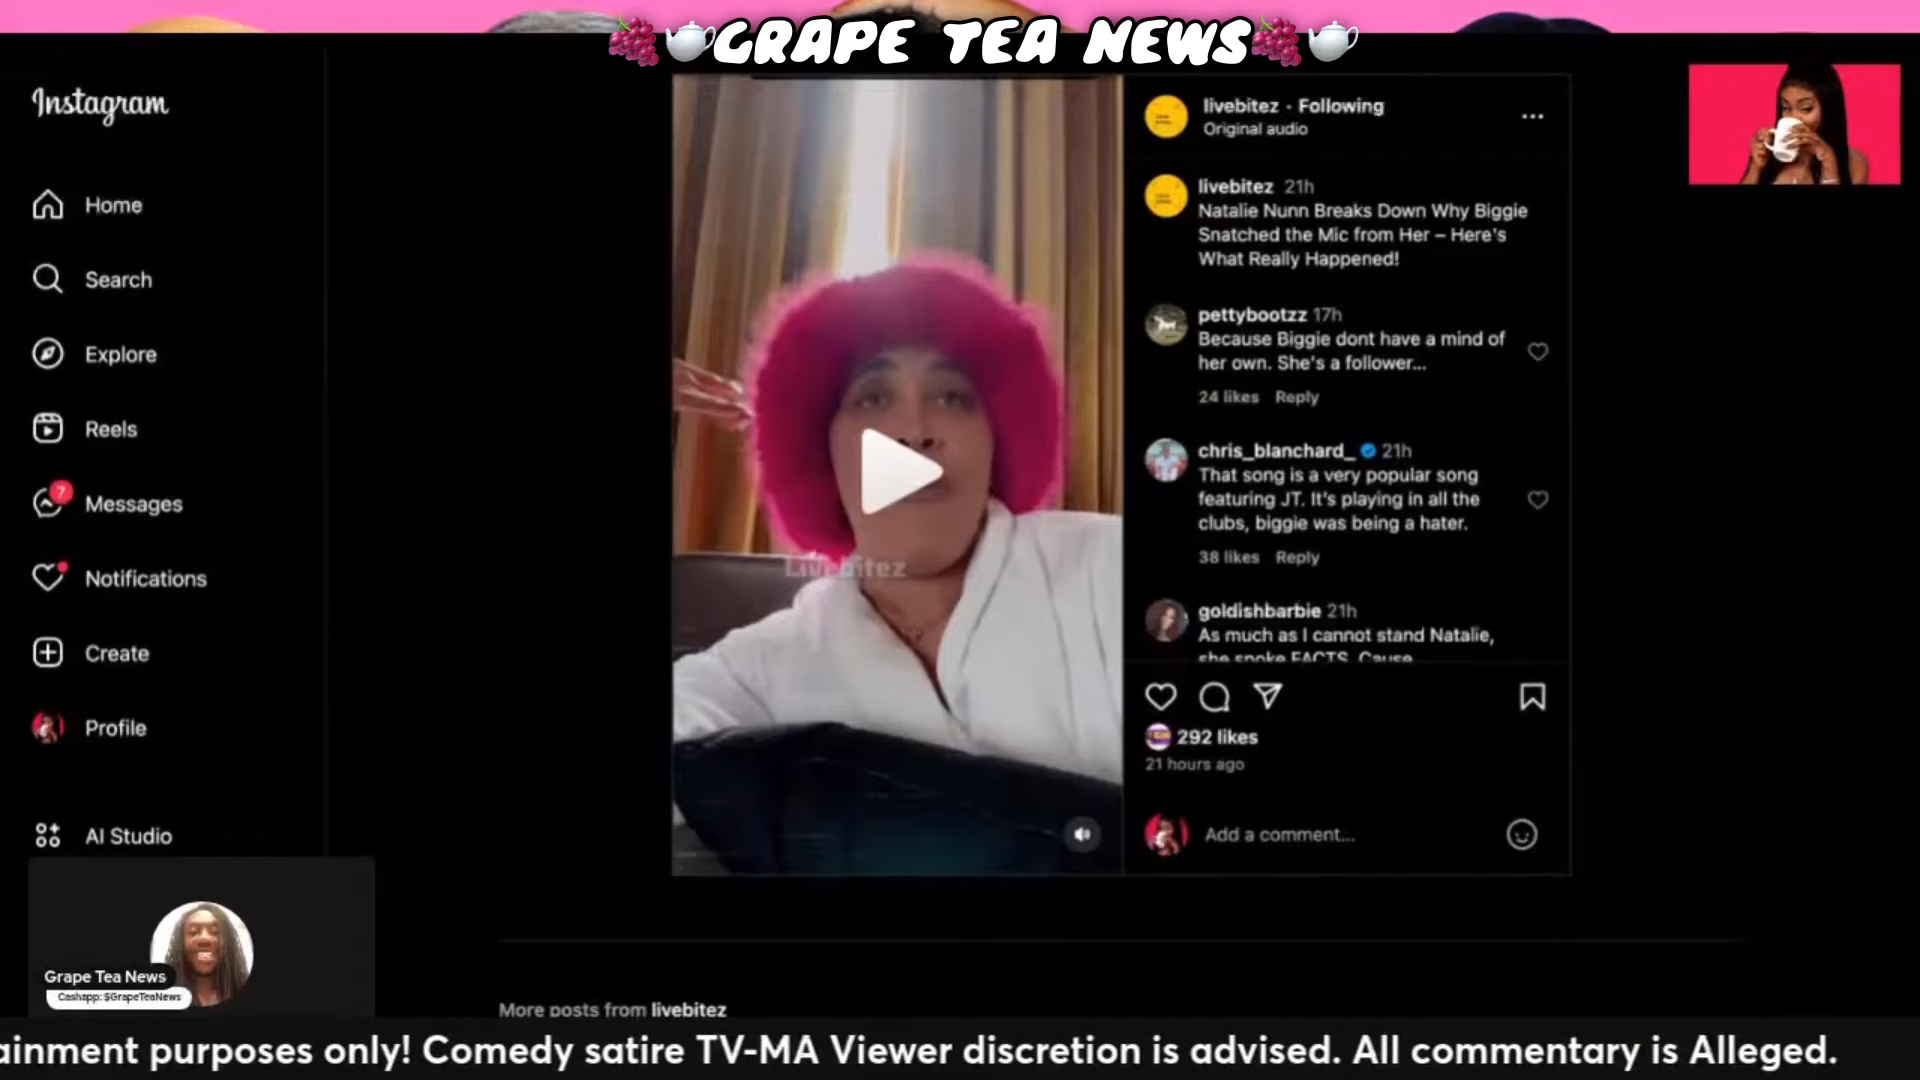 GRAPE TEA NEWS
Instagram
Home
Search
Explore
Reels
7
Messages
Notifications
Create
Profile
AI Studio
Livebitez
livebitez • Following
Original audio
livebitez 21h
Natalie Nunn Breaks Down Why Biggie
Snatched the Mic from Her – Here's
What Really Happened!
pettybootzz 17h
Because Biggie dont have a mind of
her own. She's a follower...
24 likes Reply
chris_blanchard_ 21h
That song is a very popular song
featuring JT. It's playing in all the
clubs, biggie was being a hater.
38 likes Reply
goldishbarbie 21h
As much as I cannot stand Natalie,
she spoke FACTS. Cause
292 likes
21 hours ago
Add a comment...
Grape Tea News
Cashapp: $GrapeTeaNews
More posts from livebitez
ainment purposes only! Comedy satire TV-MA Viewer discretion is advised. All commentary is Alleged.